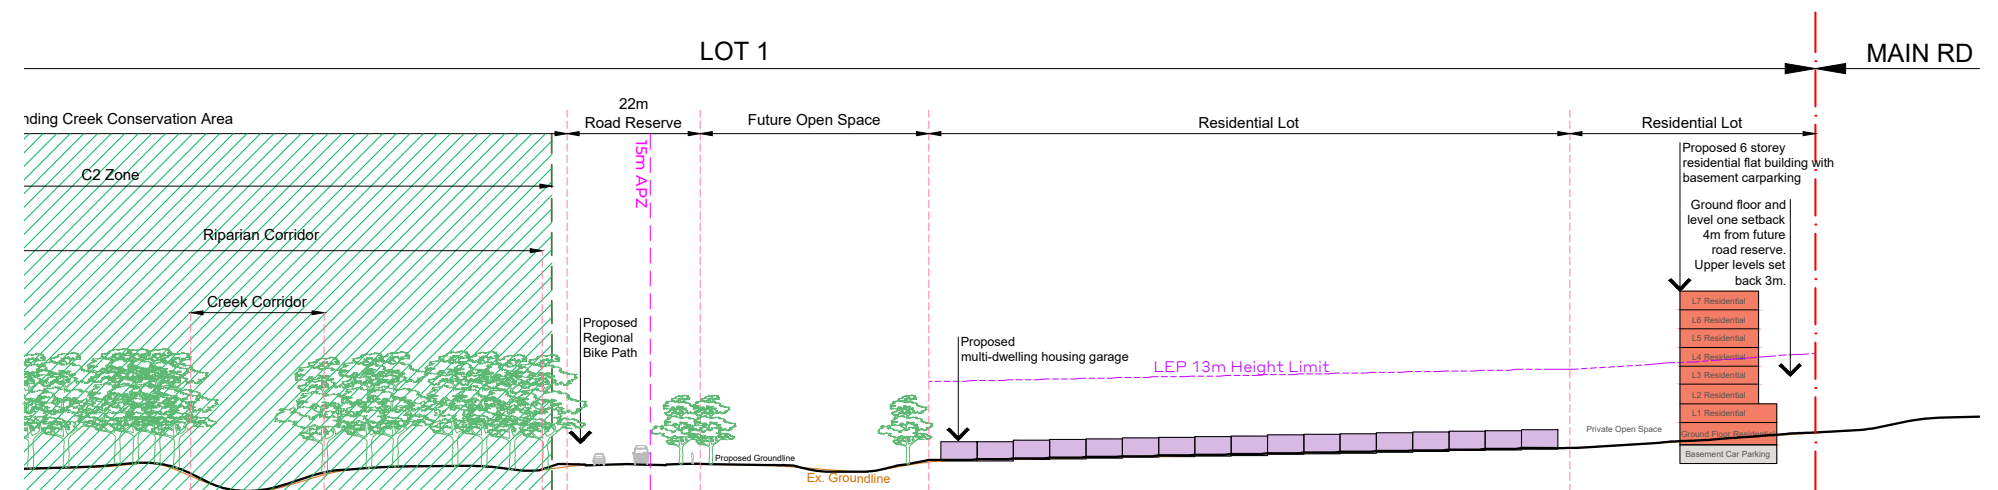 LOT 1
MAIN RD
nding Creek Conservation Area
22m
Road Reserve
Future Open Space
Residential Lot
Residential Lot
15m APZ
C2 Zone
Riparian Corridor
Creek Corridor
Proposed 6 storey
residential flat building with
basement carparking
Ground floor and
level one setback
4m from future
road reserve.
Upper levels set
back 3m.
Proposed
Regional
Bike Path
Proposed
multi-dwelling housing garage
LEP 13m Height Limit
L7 Residential
L6 Residential
L5 Residential
L4 Residential
L3 Residential
L2 Residential
L1 Residential
Ground Floor Residential
Basement Car Parking
Private Open Space
Proposed Groundline
Ex. Groundline